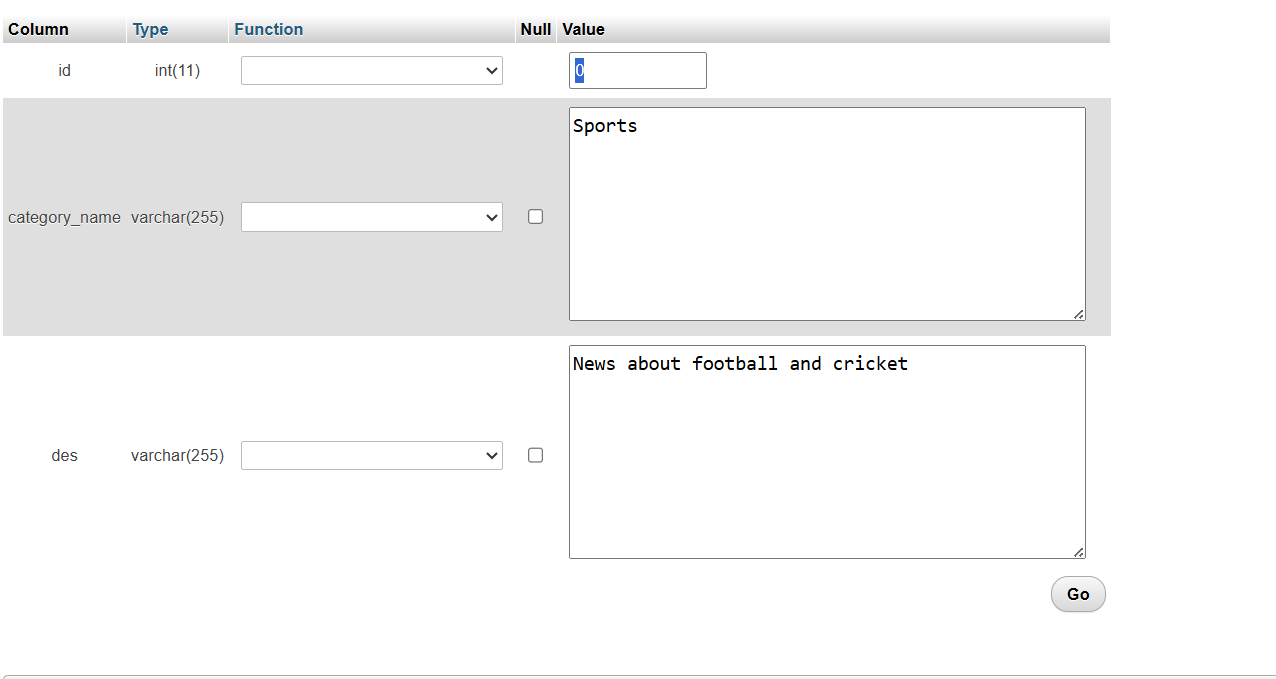 Column Type Function Null Value
id int(11) 0
Sports
category_name varchar(255)
News about football and cricket
des varchar(255)
Go